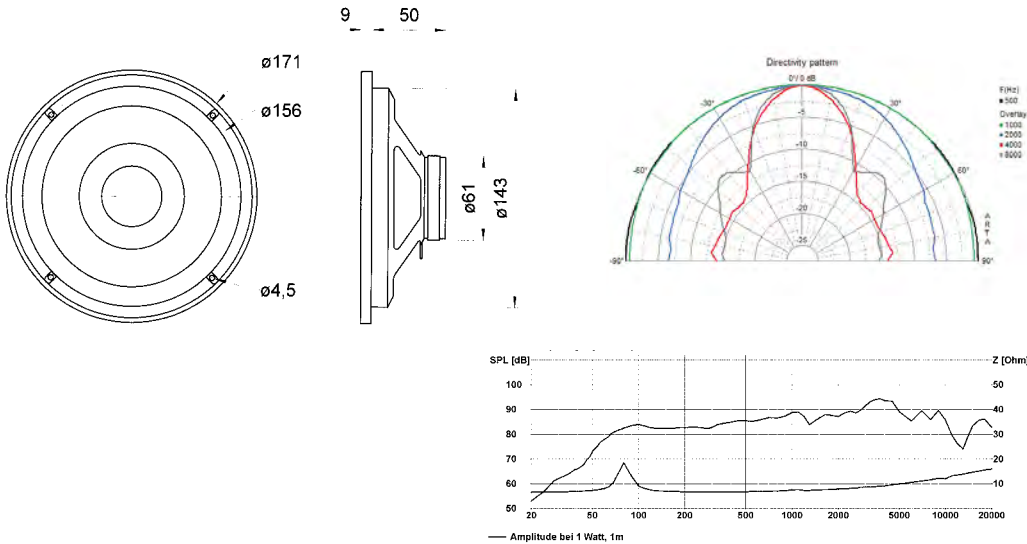 9 50
ø171
ø156
ø4,5
ø61
ø143
Directivity pattern
0°/ 0 dB
-30° 30°
-60° 60°
-90° 90°
-5
-10
-15
-20
-25
F(Hz)
500
Overlay
1000
2000
4000
8000
A
R
T
A
SPL [dB] Z [Ohm]
100 50
90 40
80 30
70 20
60 10
50
20 50 100 200 500 1000 2000 5000 10000 20000
Amplitude bei 1 Watt, 1m